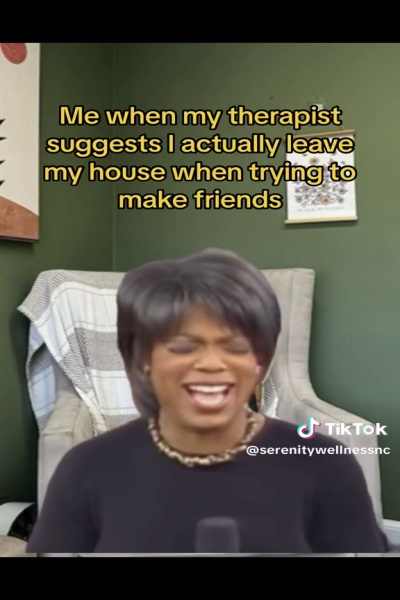 Me when my therapist
suggests I actually leave
my house when trying to
make friends
TikTok
@serenitywellnessnc